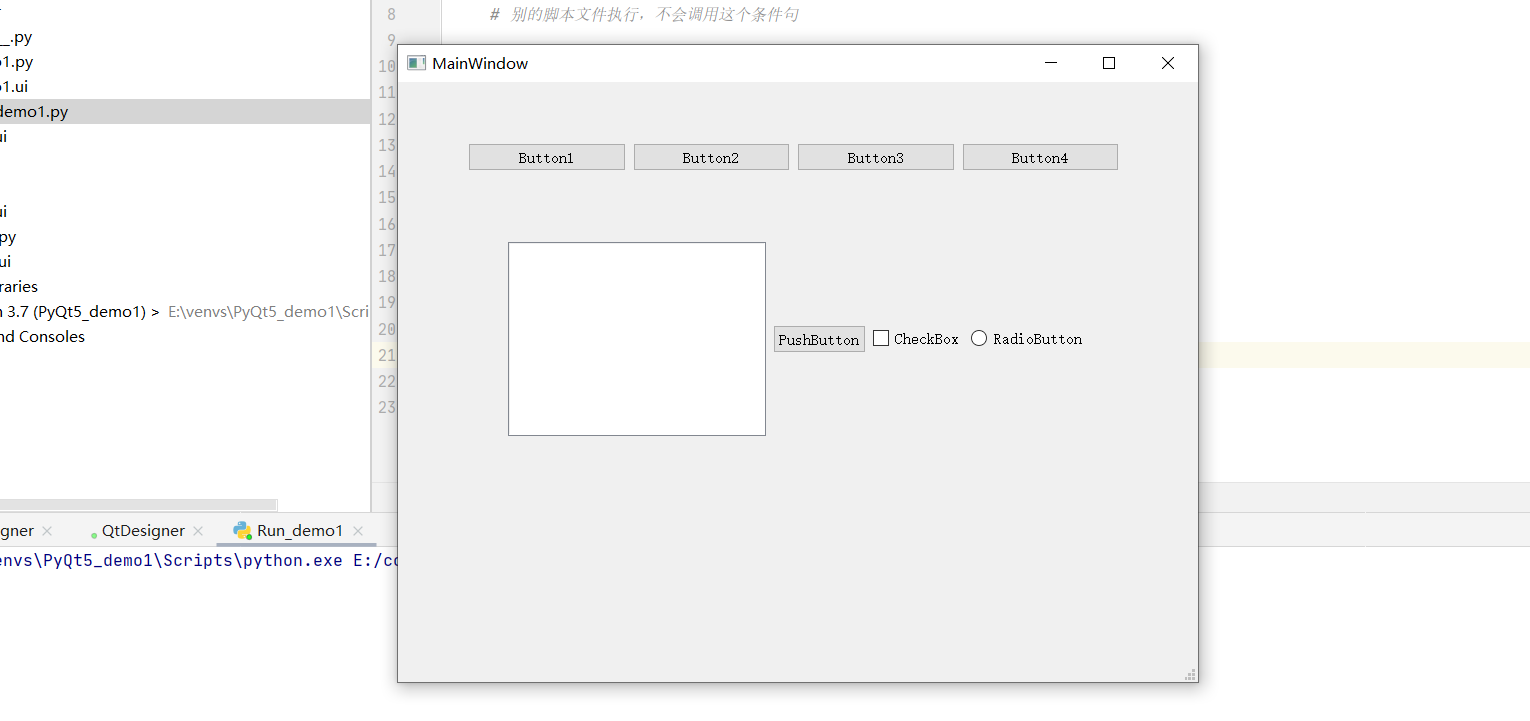 8 # 别的脚本文件执行，不会调用这个条件句
9
10
11
12
13
14
15
16
17
18
19
20
21
22
23
__.py
o1.py
o1.ui
demo1.py
ui
ui
py
ui
raries
n 3.7 (PyQt5_demo1) > E:\venvs\PyQt5_demo1\Scri
nd Consoles
MainWindow
Button1 Button2 Button3 Button4
PushButton CheckBox RadioButton
igner QtDesigner Run_demo1
envs\PyQt5_demo1\Scripts\python.exe E:/co